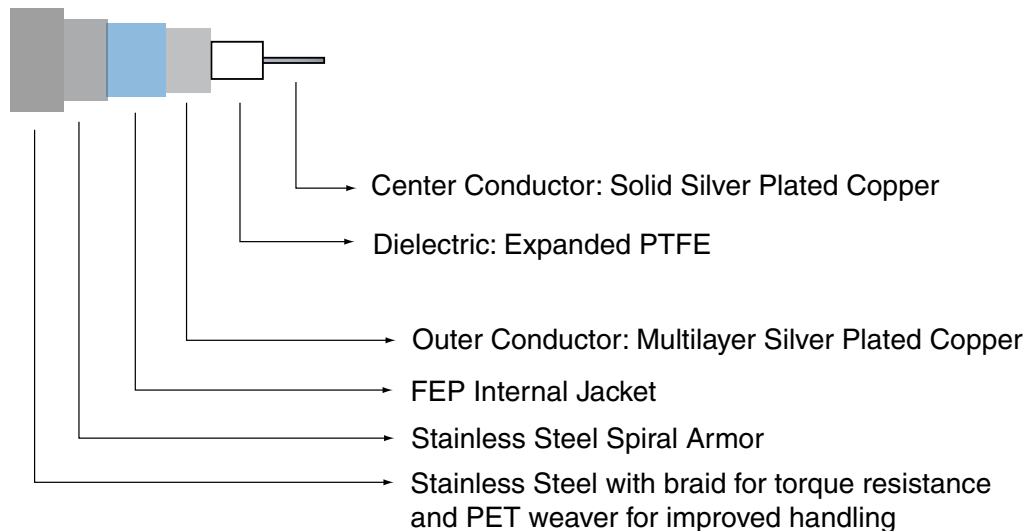 Center Conductor: Solid Silver Plated Copper
Dielectric: Expanded PTFE
Outer Conductor: Multilayer Silver Plated Copper
FEP Internal Jacket
Stainless Steel Spiral Armor
Stainless Steel with braid for torque resistance
and PET weaver for improved handling